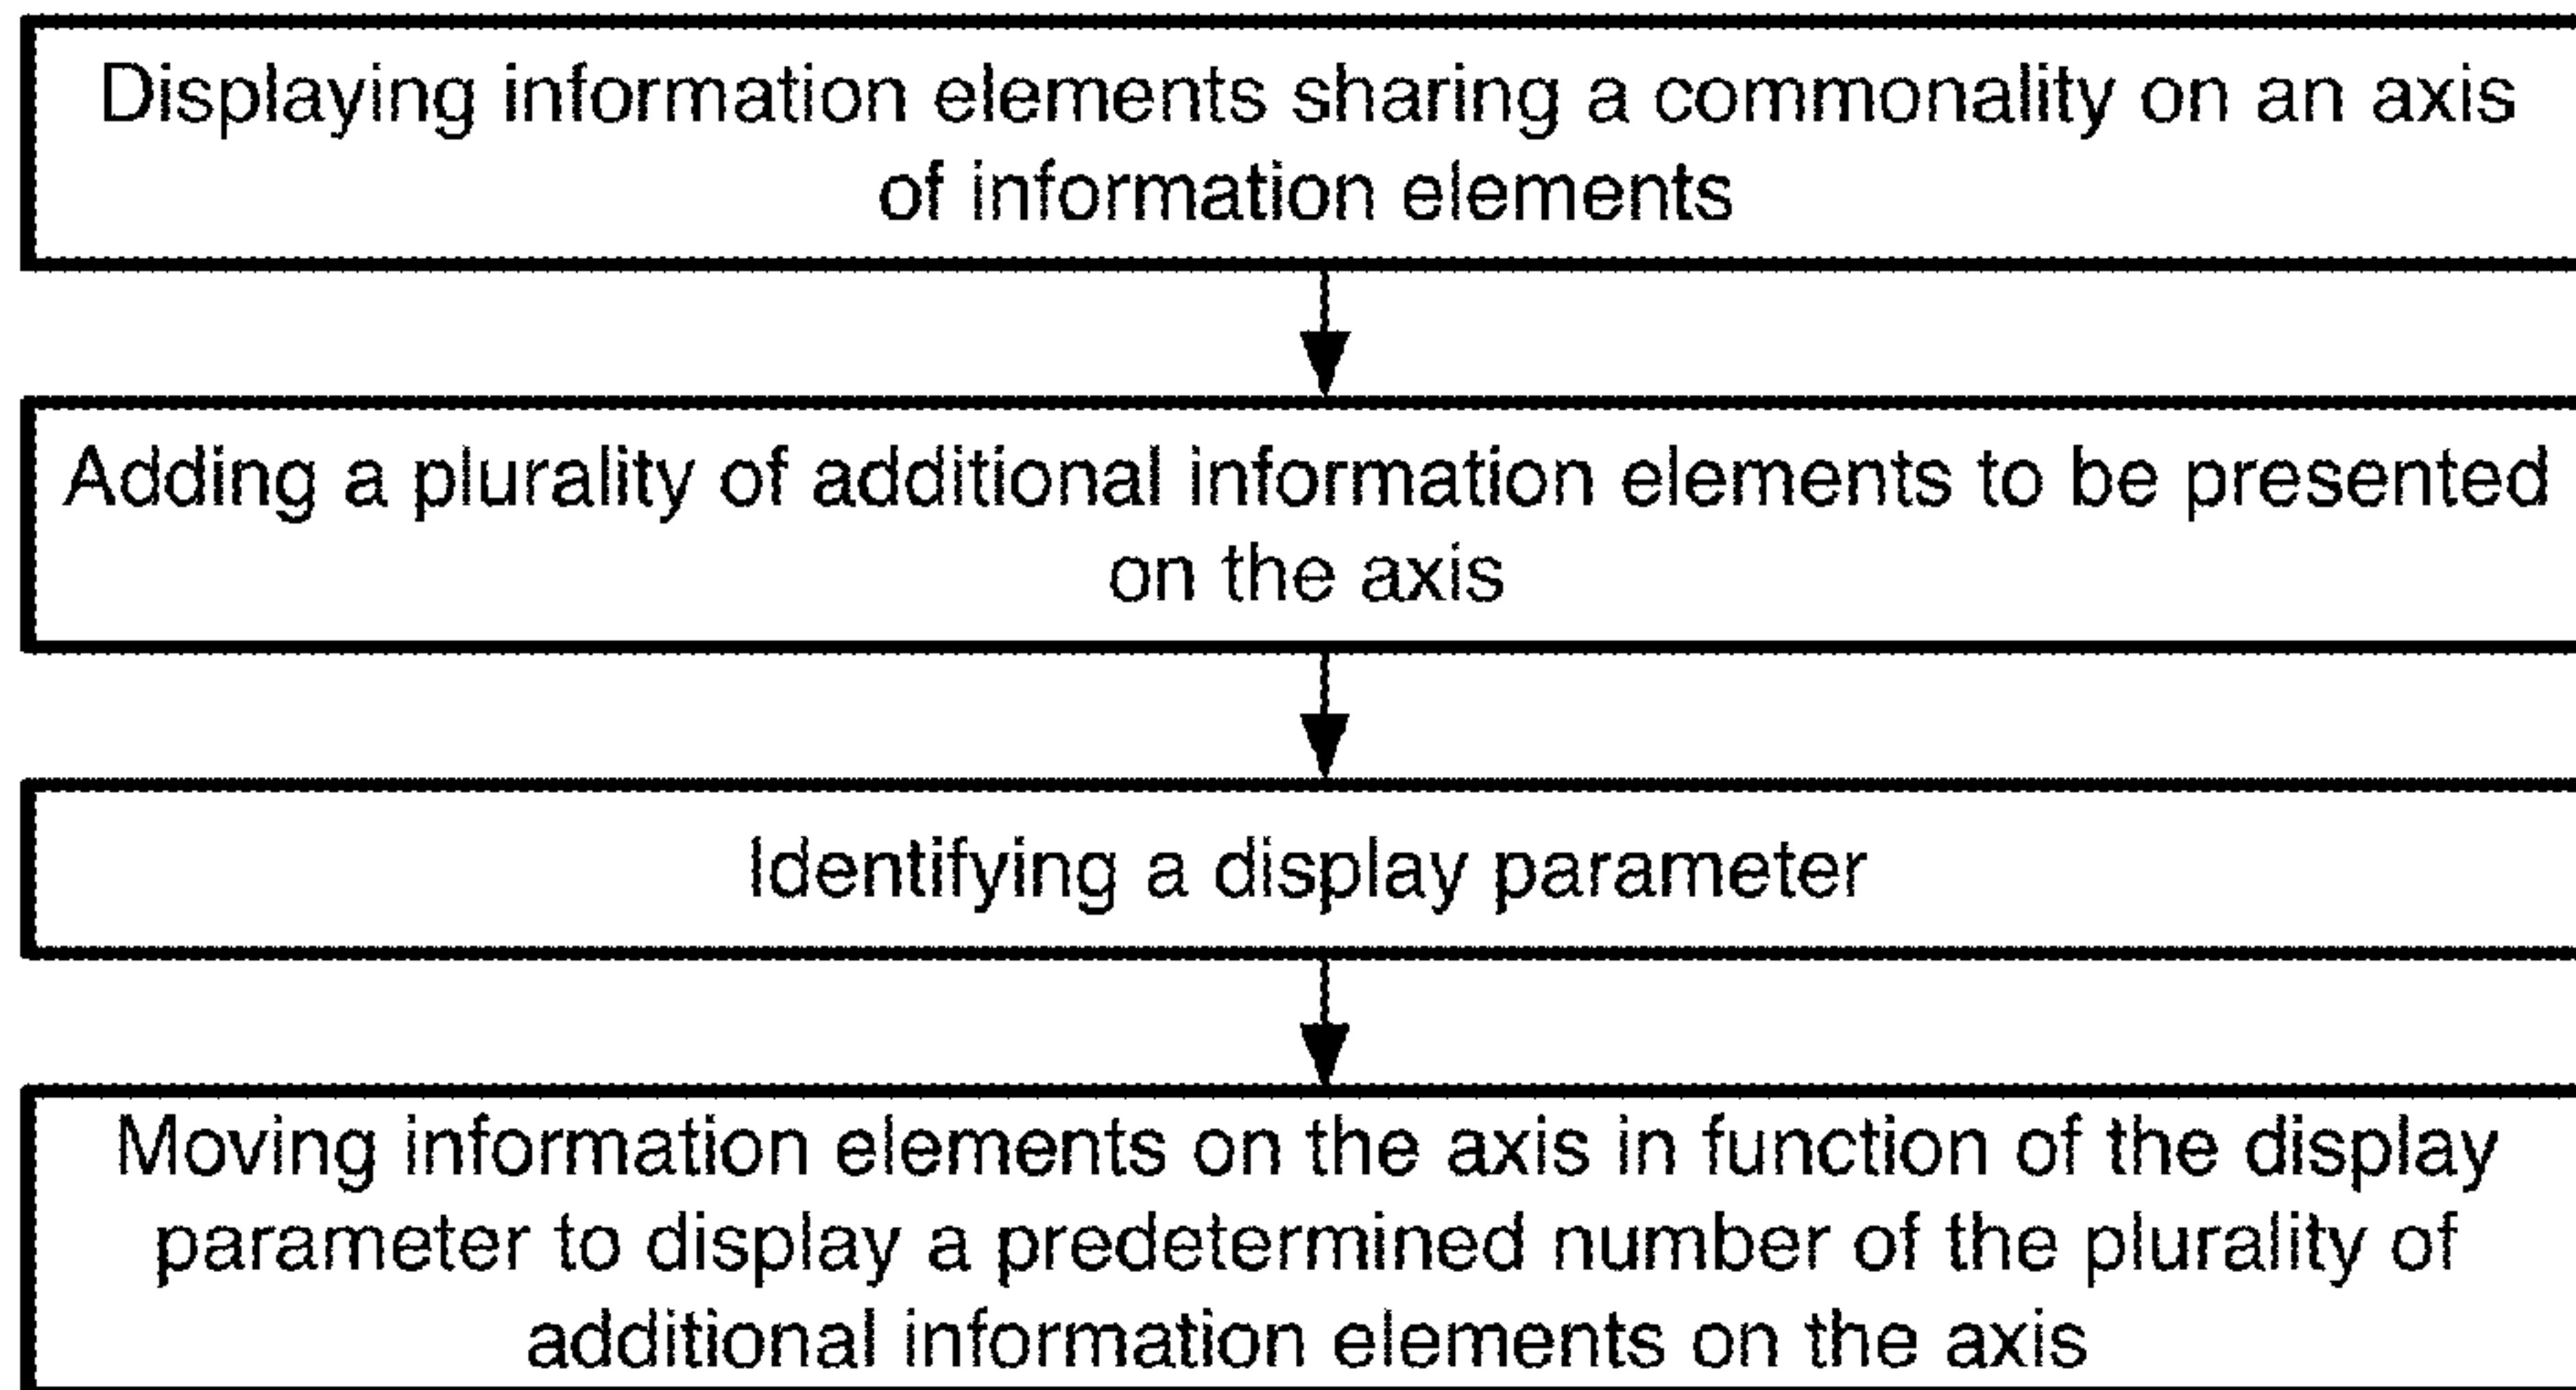 Displaying information elements sharing a commonality on an axis
of information elements
Adding a plurality of additional information elements to be presented
on the axis
Identifying a display parameter
Moving information elements on the axis in function of the display
parameter to display a predetermined number of the plurality of
additional information elements on the axis